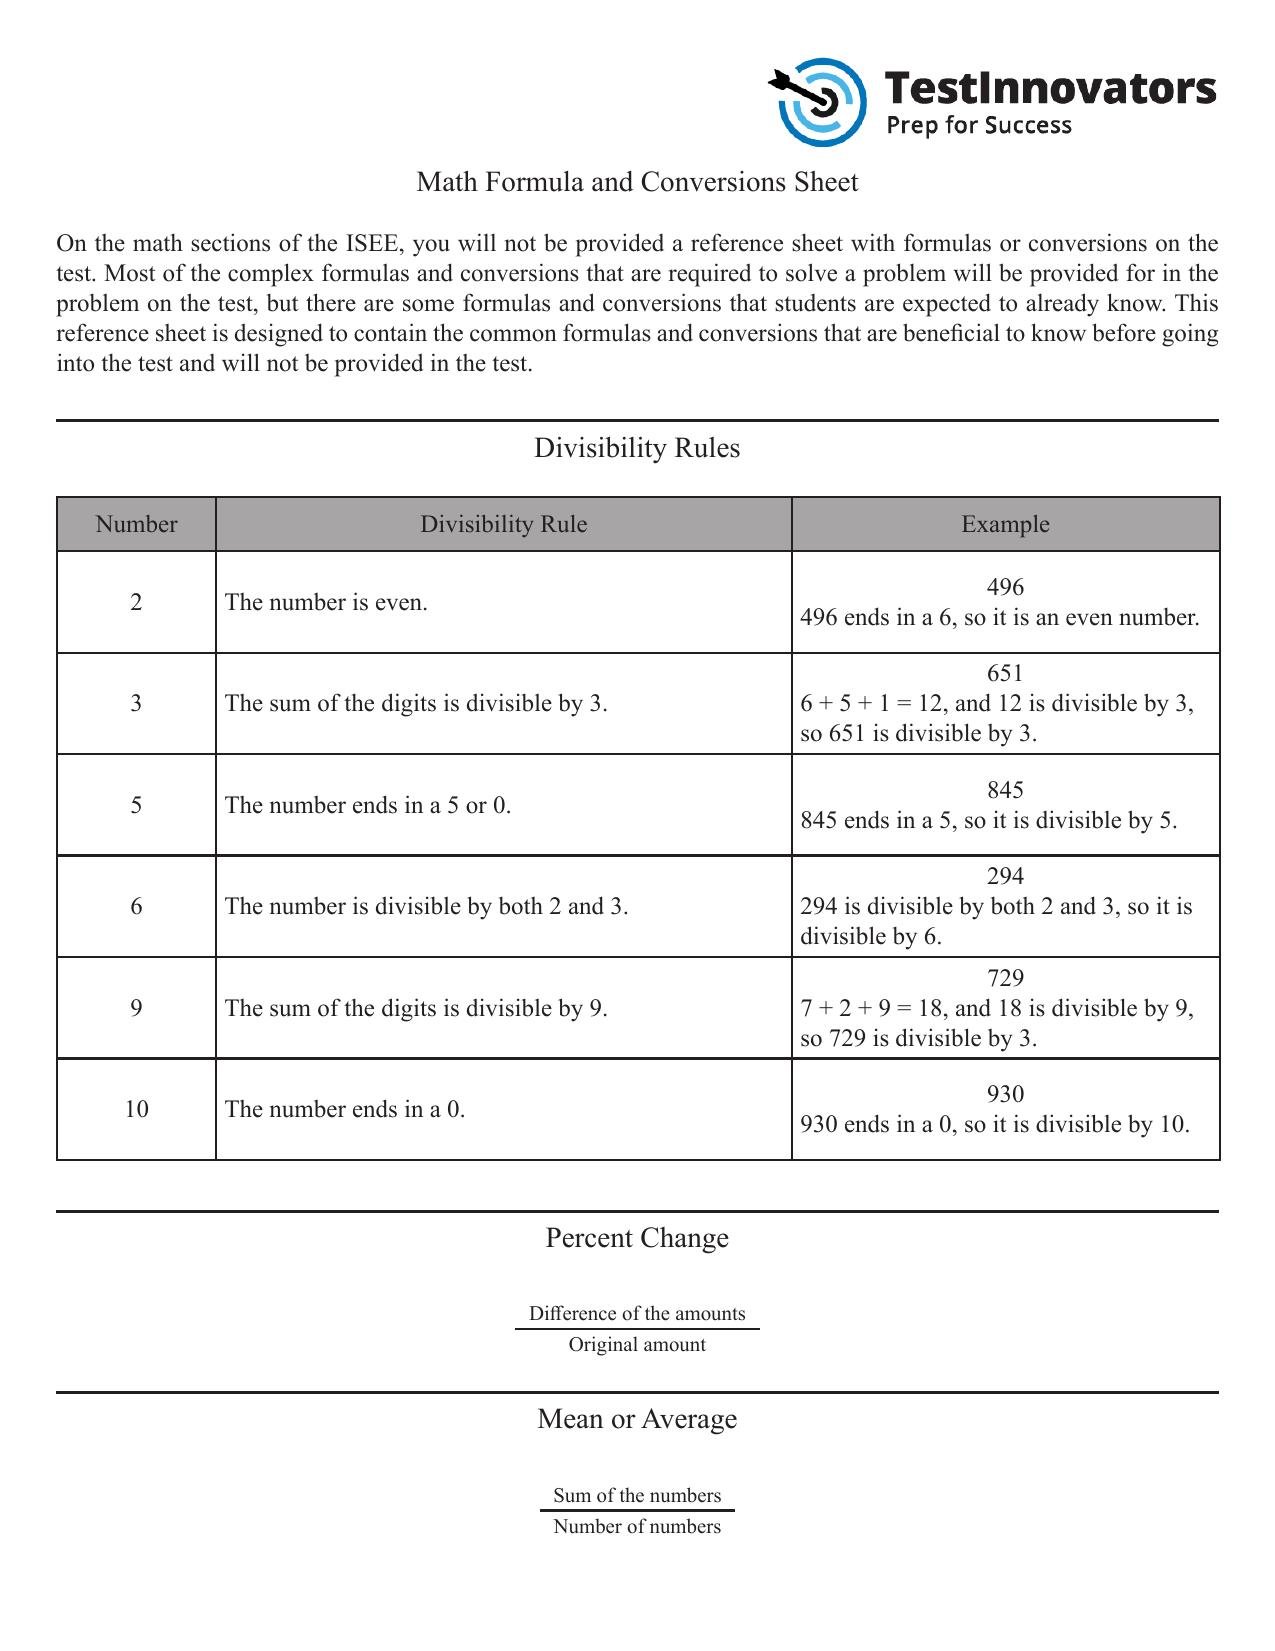 TestInnovators
Prep for Success
Math Formula and Conversions Sheet
On the math sections of the ISEE, you will not be provided a reference sheet with formulas or conversions on the
test. Most of the complex formulas and conversions that are required to solve a problem will be provided for in the
problem on the test, but there are some formulas and conversions that students are expected to already know. This
reference sheet is designed to contain the common formulas and conversions that are beneficial to know before going
into the test and will not be provided in the test.
Divisibility Rules
Number Divisibility Rule Example
2 The number is even.
496
496 ends in a 6, so it is an even number.
3 The sum of the digits is divisible by 3.
651
6 + 5 + 1 = 12, and 12 is divisible by 3,
so 651 is divisible by 3.
5 The number ends in a 5 or 0.
845
845 ends in a 5, so it is divisible by 5.
6 The number is divisible by both 2 and 3.
294
294 is divisible by both 2 and 3, so it is
divisible by 6.
9 The sum of the digits is divisible by 9.
729
7 + 2 + 9 = 18, and 18 is divisible by 9,
so 729 is divisible by 3.
10 The number ends in a 0.
930
930 ends in a 0, so it is divisible by 10.
Percent Change
Difference of the amounts
Original amount
Mean or Average
Sum of the numbers
Number of numbers